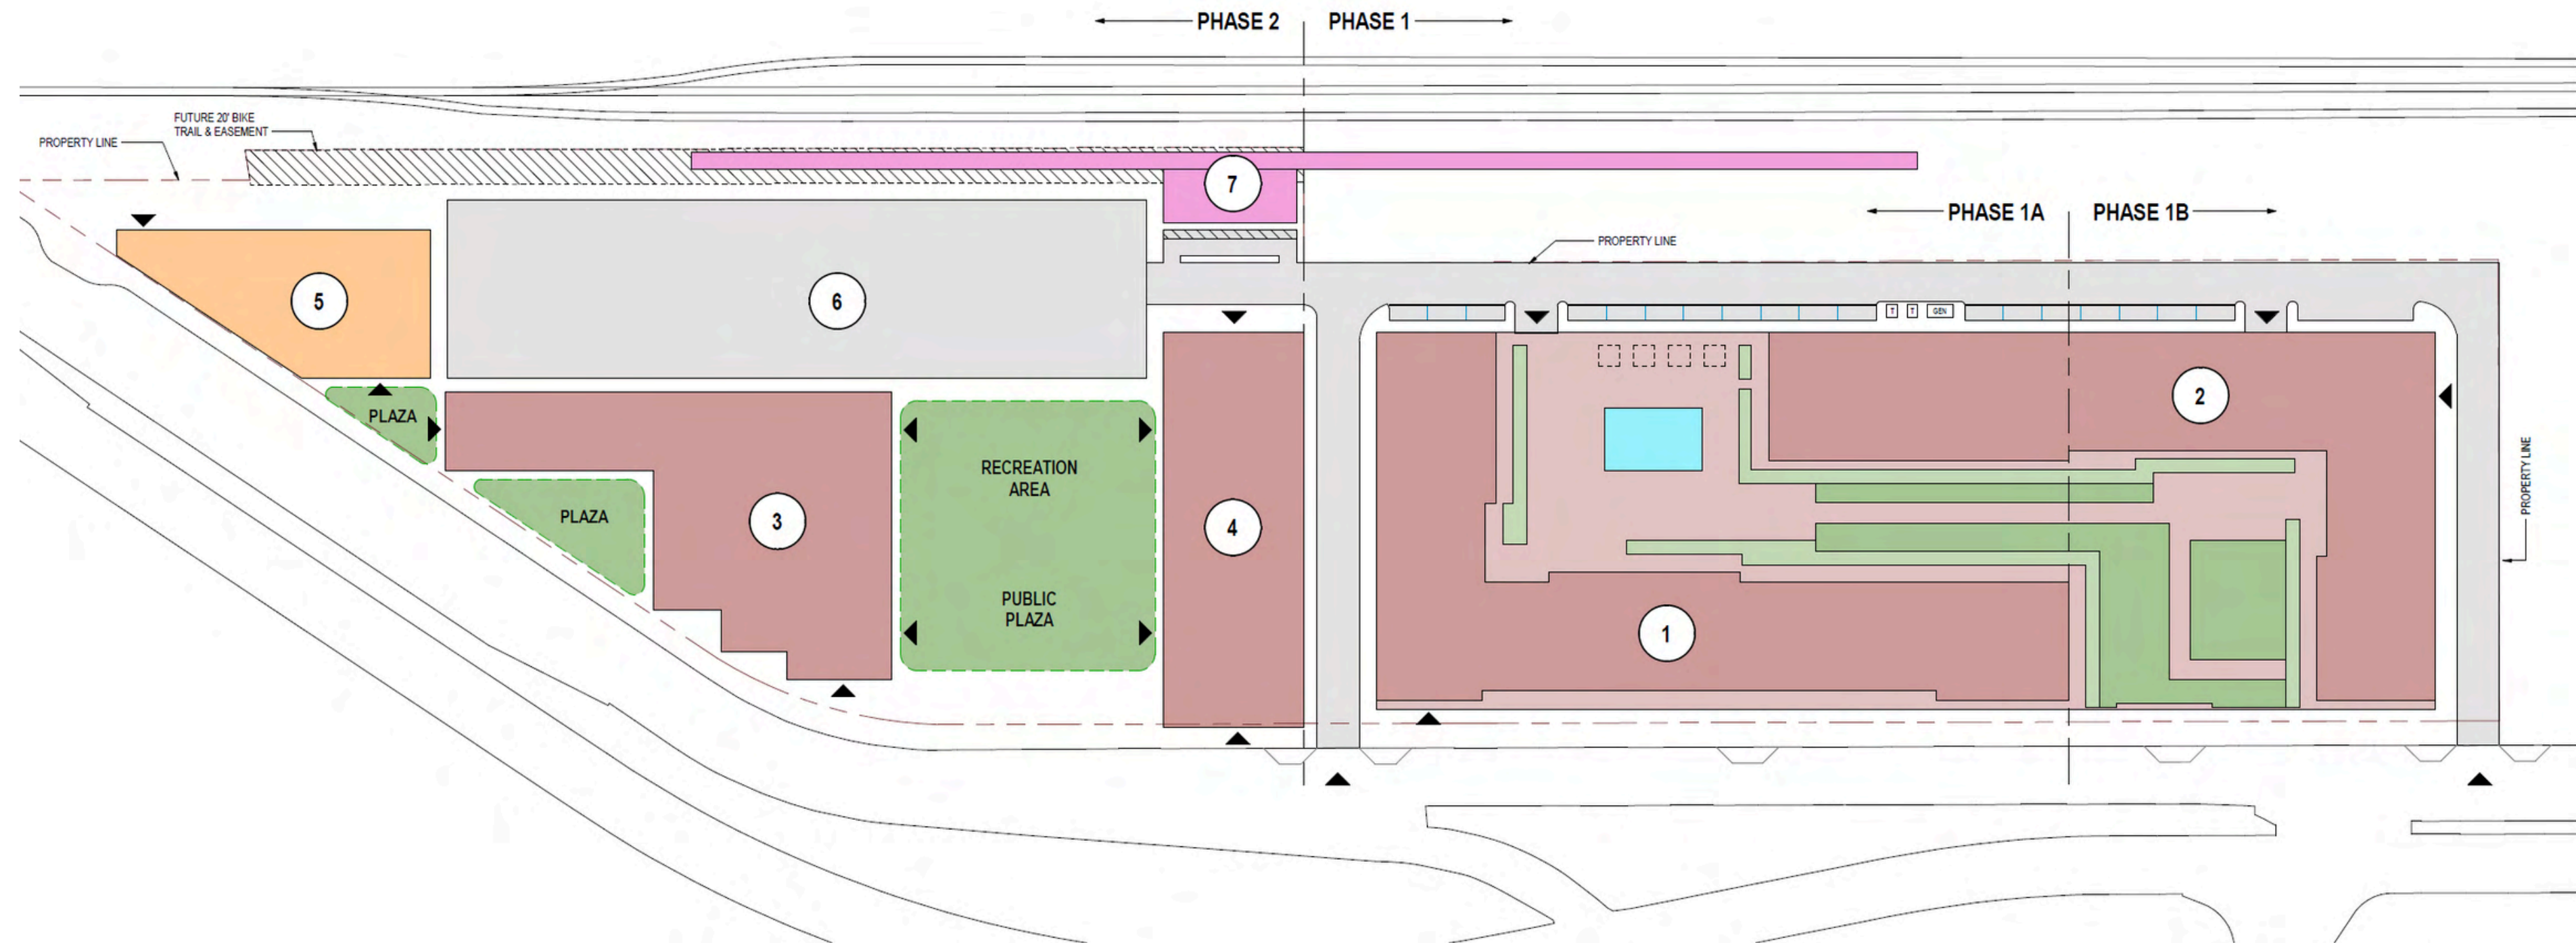 PHASE 2
PHASE 1
FUTURE 20' BIKE
TRAIL & EASEMENT
PROPERTY LINE
7
PHASE 1A
PHASE 1B
PROPERTY LINE
5
6
T
T
GEN
2
PLAZA
RECREATION
AREA
PROPERTY LINE
PLAZA
3
4
PUBLIC
PLAZA
1